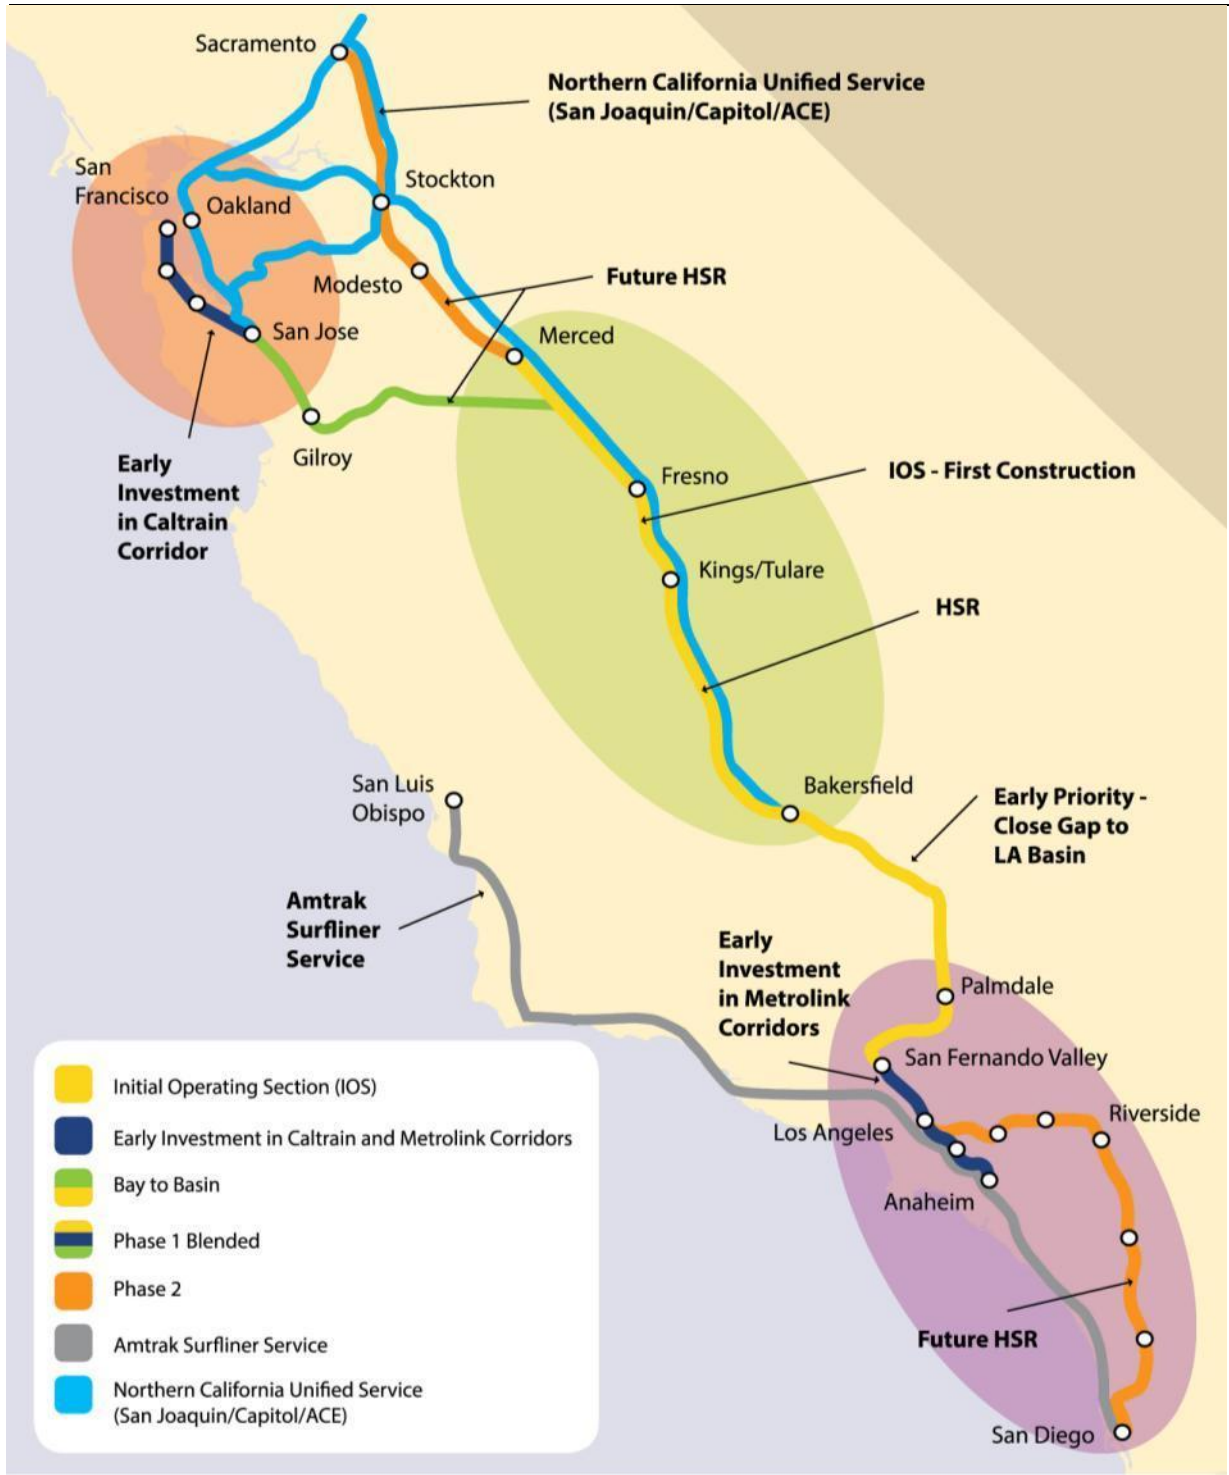 Sacramento
Northern California Unified Service
(San Joaquin/Capitol/ACE)
San
Francisco
Oakland
Stockton
Modesto
Future HSR
San Jose
Merced
Gilroy
Early
Investment
in Caltrain
Corridor
Fresno
IOS - First Construction
Kings/Tulare
HSR
San Luis
Obispo
Bakersfield
Early Priority -
Close Gap to
LA Basin
Amtrak
Surfliner
Service
Early
Investment
in Metrolink
Corridors
Palmdale
San Fernando Valley
Los Angeles
Riverside
Anaheim
Future HSR
San Diego
Initial Operating Section (IOS)
Early Investment in Caltrain and Metrolink Corridors
Bay to Basin
Phase 1 Blended
Phase 2
Amtrak Surfliner Service
Northern California Unified Service
(San Joaquin/Capitol/ACE)